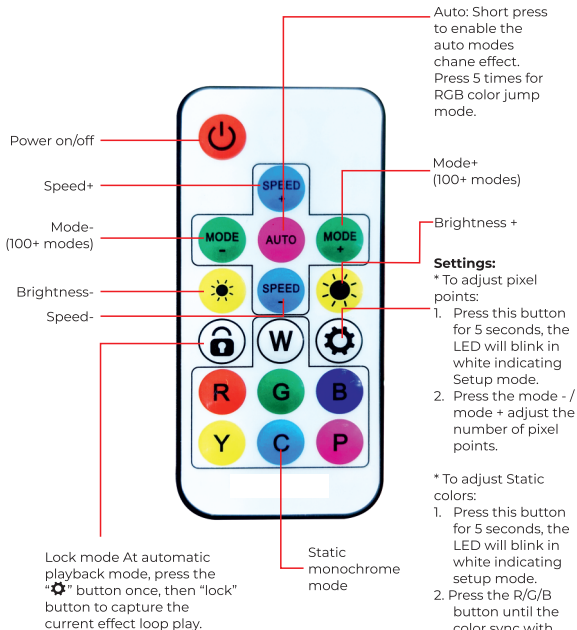 Auto: Short press
to enable the
auto modes
chane effect.
Press 5 times for
RGB color jump
mode.
Power on/off
Speed+
Mode-
(100+ modes)
Brightness-
Speed-
SPEED
+
MODE
-
AUTO
MODE
+
SPEED
-
W
R
G
B
Y
C
P
Mode+
(100+ modes)
Brightness +
Settings:
* To adjust pixel
points:
1. Press this button
for 5 seconds, the
LED will blink in
white indicating
Setup mode.
2. Press the mode - /
mode + adjust the
number of pixel
points.
* To adjust Static
colors:
1. Press this button
for 5 seconds, the
LED will blink in
white indicating
setup mode.
2. Press the R/G/B
button until the
color sync with
Lock mode At automatic
playback mode, press the
“⚙” button once, then “lock”
button to capture the
current effect loop play.
Static
monochrome
mode